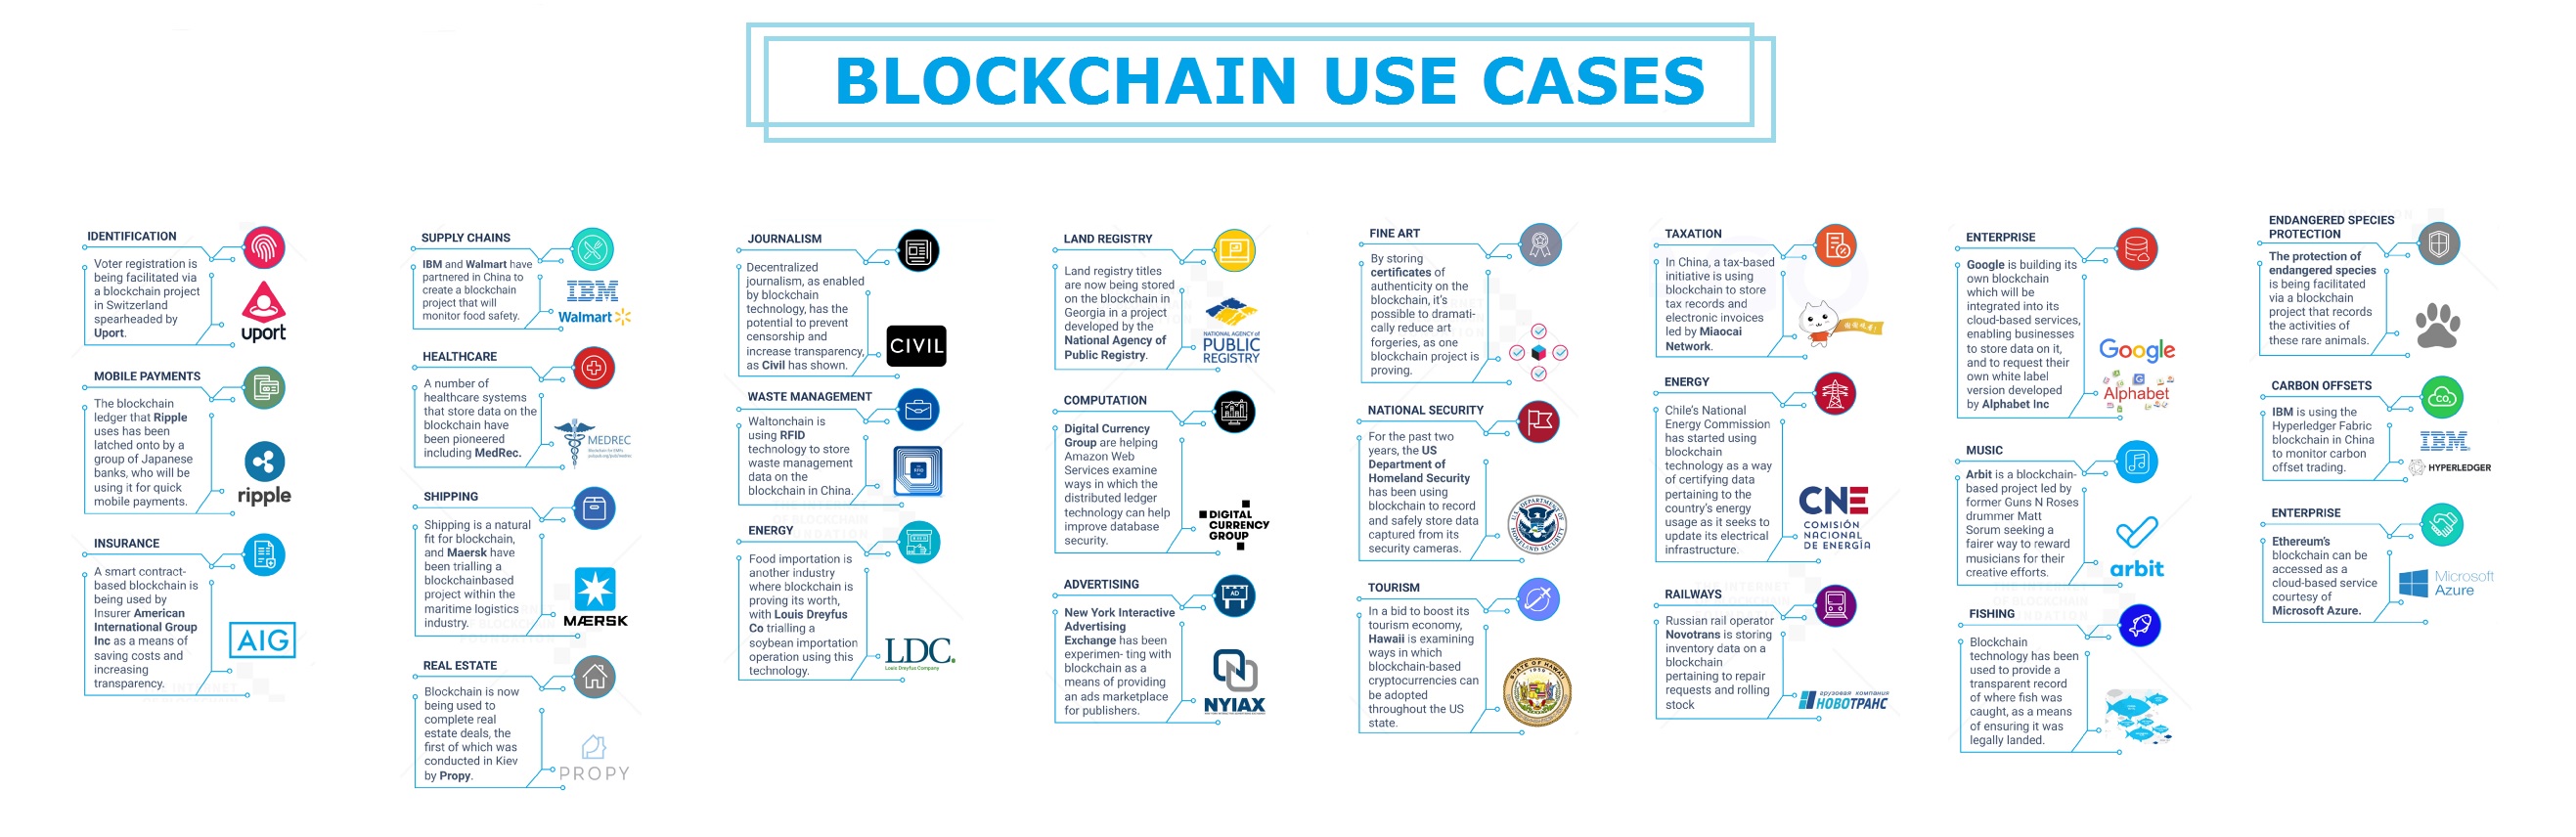 BLOCKCHAIN USE CASES
IDENTIFICATION
Voter registration is
being facilitated via
a blockchain project
in Switzerland
spearheaded by
Uport.
uport
MOBILE PAYMENTS
The blockchain
ledger that Ripple
uses has been
latched onto by a
group of Japanese
banks, who will be
using it for quick
mobile payments.
ripple
INSURANCE
A smart contract-
based blockchain is
being used by
Insurer American
International Group
Inc as a means of
saving costs and
increasing
transparency.
AIG
SUPPLY CHAINS
IBM and Walmart have
partnered in China to
create a blockchain
project that will
monitor food safety.
IBM
Walmart
HEALTHCARE
A number of
healthcare systems
that store data on the
blockchain have
been pioneered
including MedRec.
MEDREC
SHIPPING
Shipping is a natural
fit for blockchain,
and Maersk have
been trialling a
blockchainbased
project within the
maritime logistics
industry.
MÆRSK
REAL ESTATE
Blockchain is now
being used to
complete real
estate deals, the
first of which was
conducted in Kiev
by Propy.
PROPY
JOURNALISM
Decentralized
journalism, as enabled
by blockchain
technology, has the
potential to prevent
censorship and
increase transparency,
as Civil has shown.
CIVIL
WASTE MANAGEMENT
Waltonchain is
using RFID
technology to store
waste management
data on the
blockchain in China.
RFID
ENERGY
Food importation is
another industry
where blockchain is
proving its worth,
with Louis Dreyfus
Co trialling a
soybean importation
operation using this
technology.
LDC.
Louis Dreyfus Company
LAND REGISTRY
Land registry titles
are now being stored
on the blockchain in
Georgia in a project
developed by the
National Agency of
Public Registry.
NATIONAL AGENCY of
PUBLIC
REGISTRY
COMPUTATION
Digital Currency
Group are helping
Amazon Web
Services examine
ways in which the
distributed ledger
technology can help
improve database
security.
DIGITAL
CURRENCY
GROUP
ADVERTISING
AD
New York Interactive
Advertising
Exchange has been
experimen- ting with
blockchain as a
means of providing
an ads marketplace
for publishers.
NYIAX
FINE ART
By storing
certificates of
authenticity on the
blockchain, it's
possible to dramati-
cally reduce art
forgeries, as one
blockchain project is
proving.
NATIONAL SECURITY
For the past two
years, the US
Department of
Homeland Security
has been using
blockchain to record
and safely store data
captured from its
security cameras.
U.S. DEPARTMENT OF
HOMELAND SECURITY
TOURISM
In a bid to boost its
tourism economy,
Hawaii is examining
ways in which
blockchain-based
cryptocurrencies can
be adopted
throughout the US
state.
STATE OF HAWAII
1959
TAXATION
In China, a tax-based
initiative is using
blockchain to store
tax records and
electronic invoices
led by Miaocai
Network.
ENERGY
Chile's National
Energy Commission
has started using
blockchain
technology as a way
of certifying data
pertaining to the
country's energy
usage as it seeks to
update its electrical
infrastructure.
CNE
COMISIÓN
NACIONAL
DE ENERGÍA
RAILWAYS
Russian rail operator
Novotrans is storing
inventory data on a
blockchain
pertaining to repair
requests and rolling
stock
грузовая компания
НОВОТРАНС
ENTERPRISE
Google is building its
own blockchain
which will be
integrated into its
cloud-based services,
enabling businesses
to store data on it,
and to request their
own white label
version developed
by Alphabet Inc
Google
G
Alphabet
MUSIC
Arbit is a blockchain-
based project led by
former Guns N Roses
drummer Matt
Sorum seeking a
fairer way to reward
musicians for their
creative efforts.
arbit
FISHING
Blockchain
technology has been
used to provide a
transparent record
of where fish was
caught, as a means
of ensuring it was
legally landed.
ENDANGERED SPECIES
PROTECTION
The protection of
endangered species
is being facilitated
via a blockchain
project that records
the activities of
these rare animals.
CARBON OFFSETS
CO₂
IBM is using the
Hyperledger Fabric
blockchain in China
to monitor carbon
offset trading.
IBM
HYPERLEDGER
ENTERPRISE
Ethereum's
blockchain can be
accessed as a
cloud-based service
courtesy of
Microsoft Azure.
Microsoft
Azure